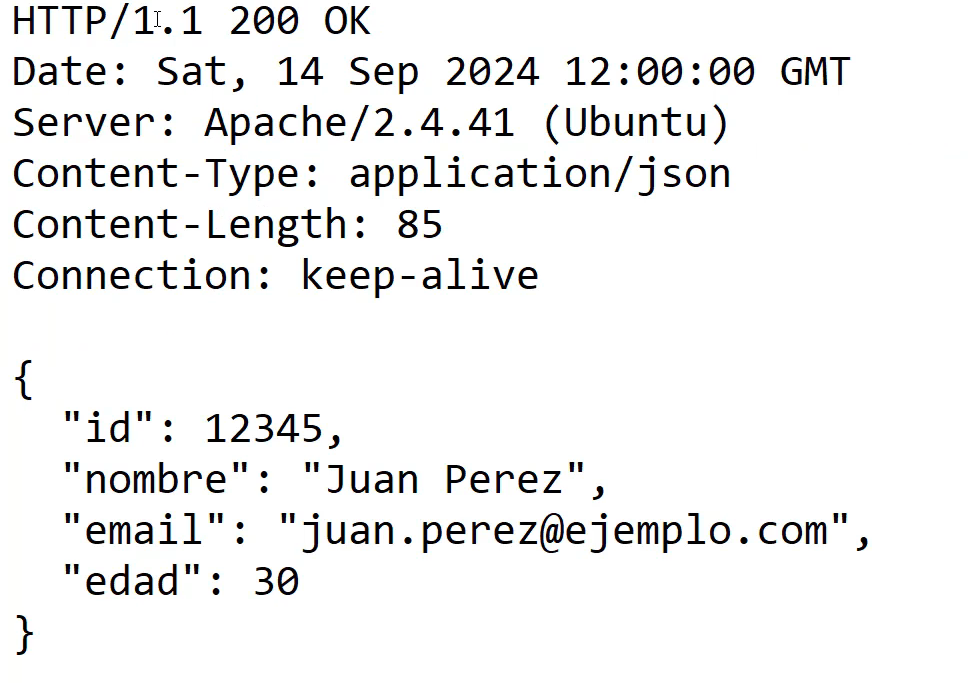 HTTP/1.1 200 OK
Date: Sat, 14 Sep 2024 12:00:00 GMT
Server: Apache/2.4.41 (Ubuntu)
Content-Type: application/json
Content-Length: 85
Connection: keep-alive

{
  "id": 12345,
  "nombre": "Juan Perez",
  "email": "juan.perez@ejemplo.com",
  "edad": 30
}